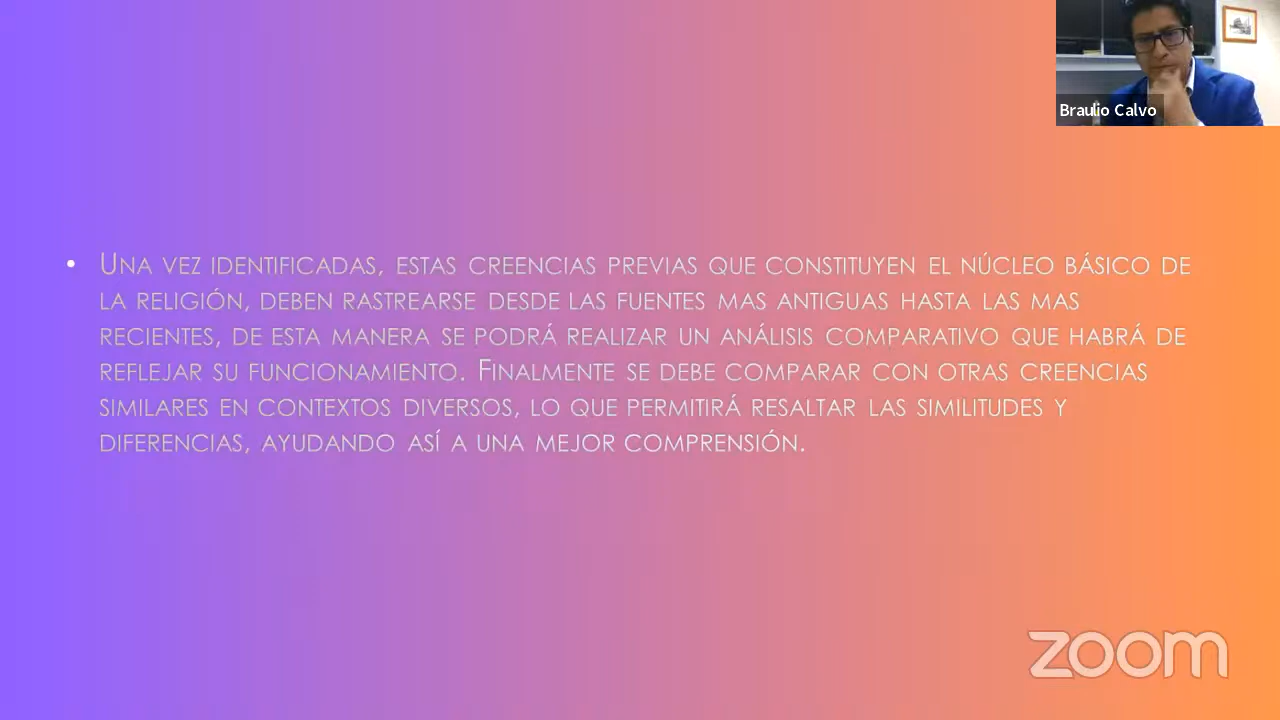 Braulio Calvo
• Una vez identificadas, estas creencias previas que constituyen el núcleo básico de
la religión, deben rastrearse desde las fuentes mas antiguas hasta las mas
recientes, de esta manera se podrá realizar un análisis comparativo que habrá de
reflejar su funcionamiento. Finalmente se debe comparar con otras creencias
similares en contextos diversos, lo que permitirá resaltar las similitudes y
diferencias, ayudando así a una mejor comprensión.
zoom